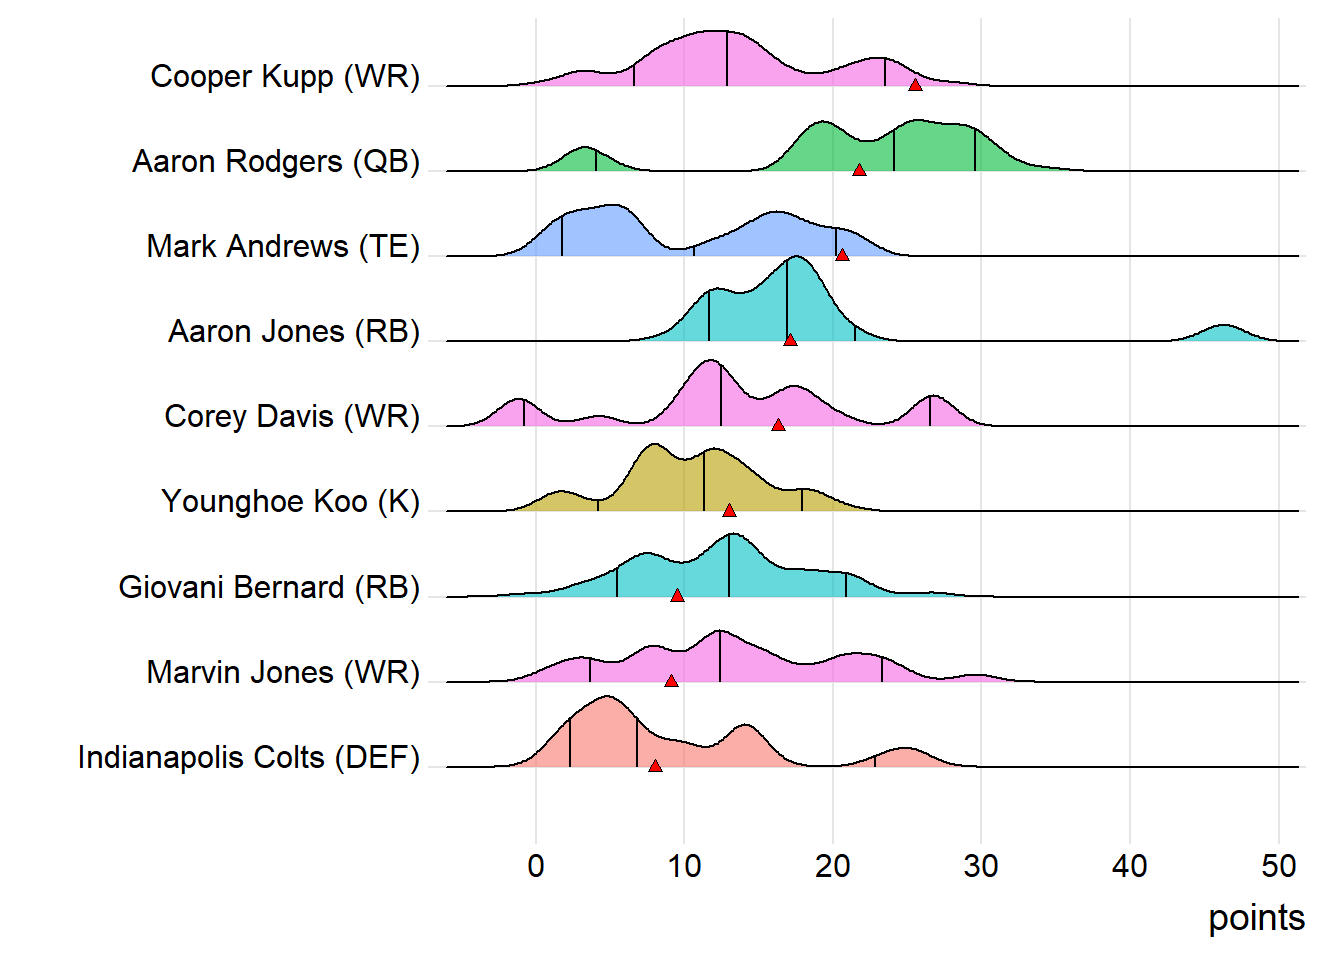 Cooper Kupp (WR)
Aaron Rodgers (QB)
Mark Andrews (TE)
Aaron Jones (RB)
Corey Davis (WR)
Younghoe Koo (K)
Giovani Bernard (RB)
Marvin Jones (WR)
Indianapolis Colts (DEF)
0 10 20 30 40 50
points